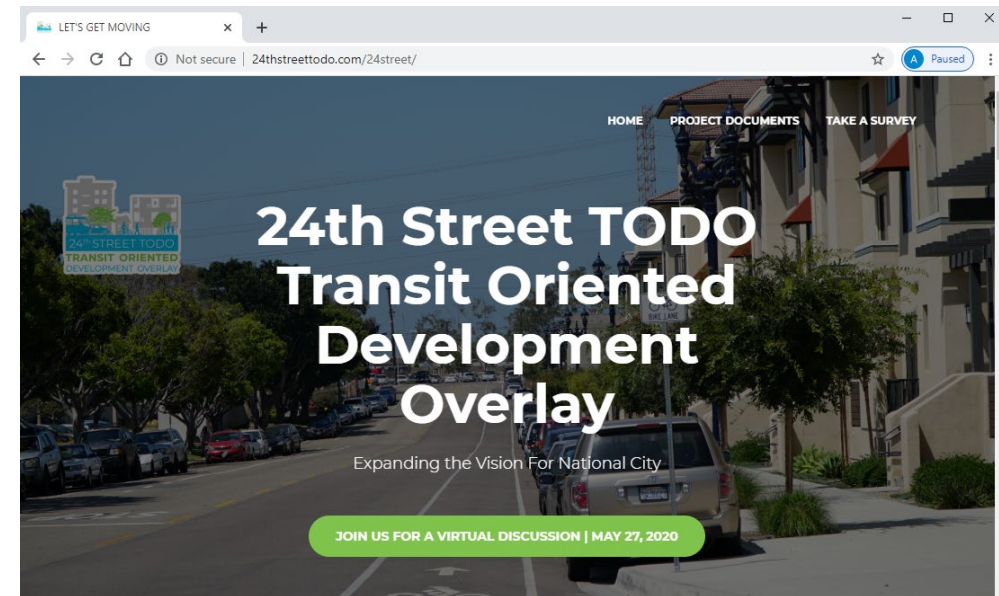 LET'S GET MOVING
Not secure
24thstreettodo.com/24street/
A
Paused
HOME
PROJECT DOCUMENTS
TAKE A SURVEY
24TH STREET TODO
TRANSIT ORIENTED
DEVELOPMENT OVERLAY
24th Street TODO
Transit Oriented
Development
Overlay
BIKE LANE
Expanding the Vision For National City
JOIN US FOR A VIRTUAL DISCUSSION | MAY 27, 2020